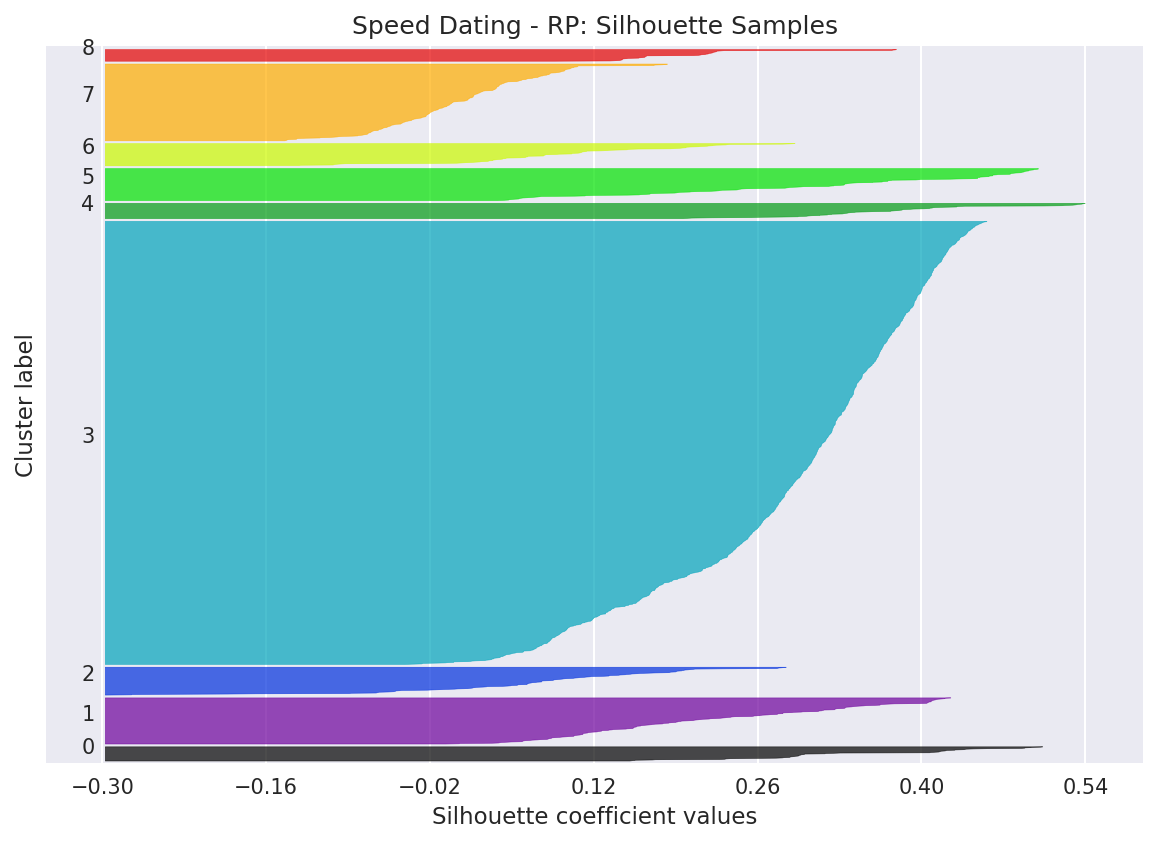 Speed Dating - RP: Silhouette Samples
8
7
6
5
4
3
2
1
0
Cluster label
−0.30 −0.16 −0.02 0.12 0.26 0.40 0.54
Silhouette coefficient values